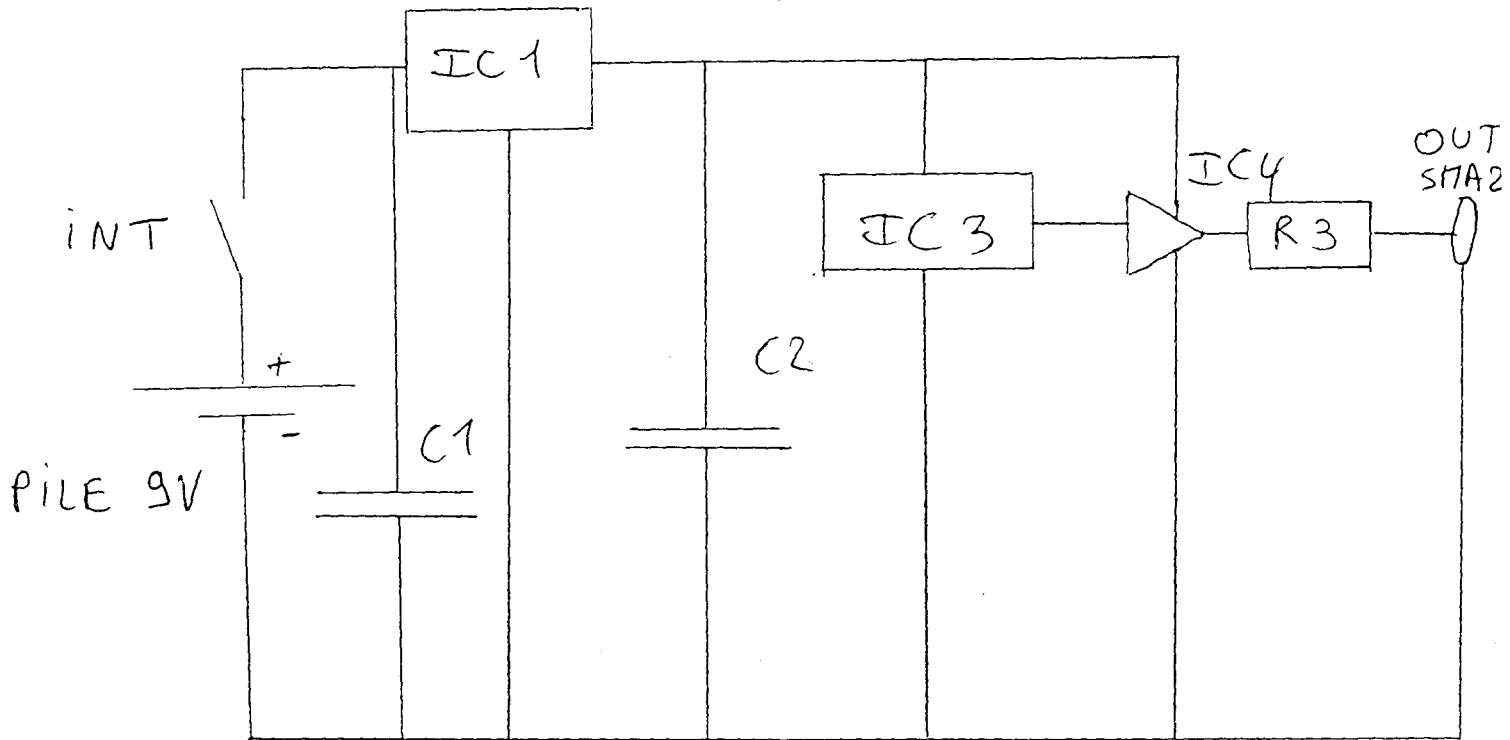 IC1
OUT
SMA2
IC4
iNT
IC3
R3
+
C2
-
C1
PiLE 9V